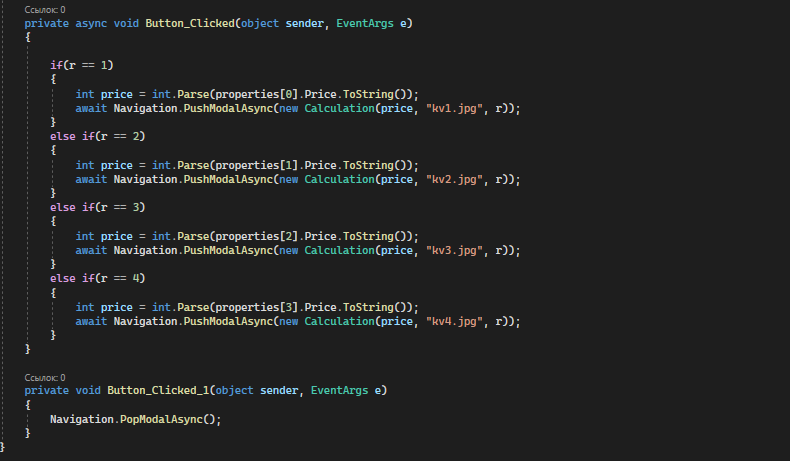 Ссылок: 0
private async void Button_Clicked(object sender, EventArgs e)
{
if(r == 1)
{
int price = int.Parse(properties[0].Price.ToString());
await Navigation.PushModalAsync(new Calculation(price, "kv1.jpg", r));
}
else if(r == 2)
{
int price = int.Parse(properties[1].Price.ToString());
await Navigation.PushModalAsync(new Calculation(price, "kv2.jpg", r));
}
else if(r == 3)
{
int price = int.Parse(properties[2].Price.ToString());
await Navigation.PushModalAsync(new Calculation(price, "kv3.jpg", r));
}
else if(r == 4)
{
int price = int.Parse(properties[3].Price.ToString());
await Navigation.PushModalAsync(new Calculation(price, "kv4.jpg", r));
}
}
Ссылок: 0
private void Button_Clicked_1(object sender, EventArgs e)
{
Navigation.PopModalAsync();
}
}